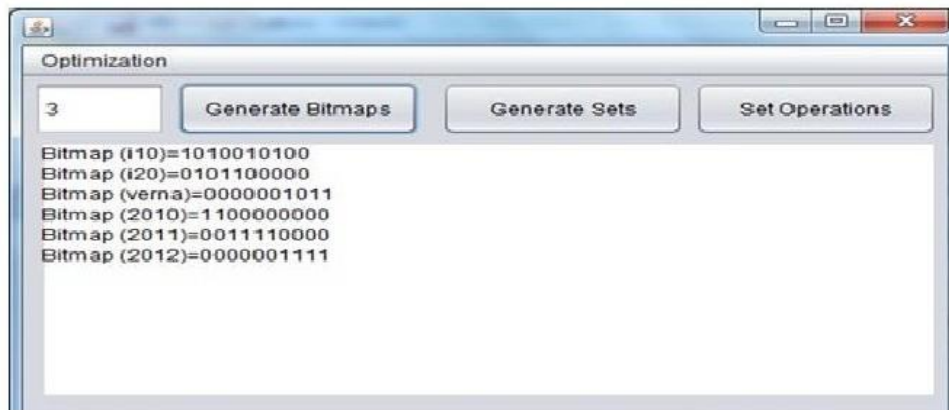 Optimization
3 Generate Bitmaps Generate Sets Set Operations
Bitmap (i10)=1010010100
Bitmap (i20)=0101100000
Bitmap (verna)=0000001011
Bitmap (2010)=1100000000
Bitmap (2011)=0011110000
Bitmap (2012)=0000001111